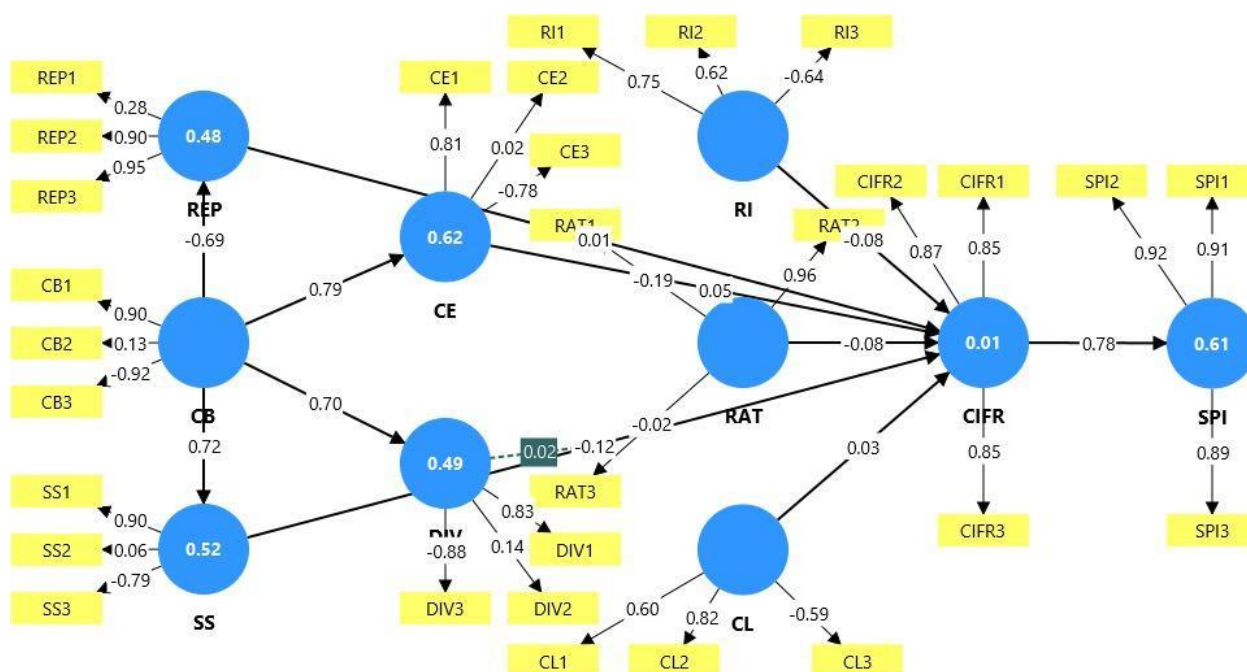 RI1
RI2
RI3
REP1
CE1
CE2
0.75
0.62
-0.64
0.28
REP2
0.90
0.48
0.81
0.02
CE3
0.95
-0.78
REP3
REP
CIFR2
CIFR1
SPI2
SPI1
RI
RAT1
RAT2
-0.69
0.62
0.01
-0.08
0.87
0.85
0.92
0.91
CB1
0.79
-0.19
0.96
0.05
CE
0.90
CB2
0.13
-0.08
0.01
0.78
0.61
-0.92
CB3
CB
0.70
RAT
CIFR
SPI
-0.02
0.72
0.02
-0.12
0.03
0.49
0.85
0.89
SS1
RAT3
0.90
0.83
DIV
CIFR3
SPI3
SS2
0.06
0.52
-0.88
0.14
DIV1
-0.79
SS3
DIV3
DIV2
SS
0.60
0.82
-0.59
CL
CL1
CL2
CL3